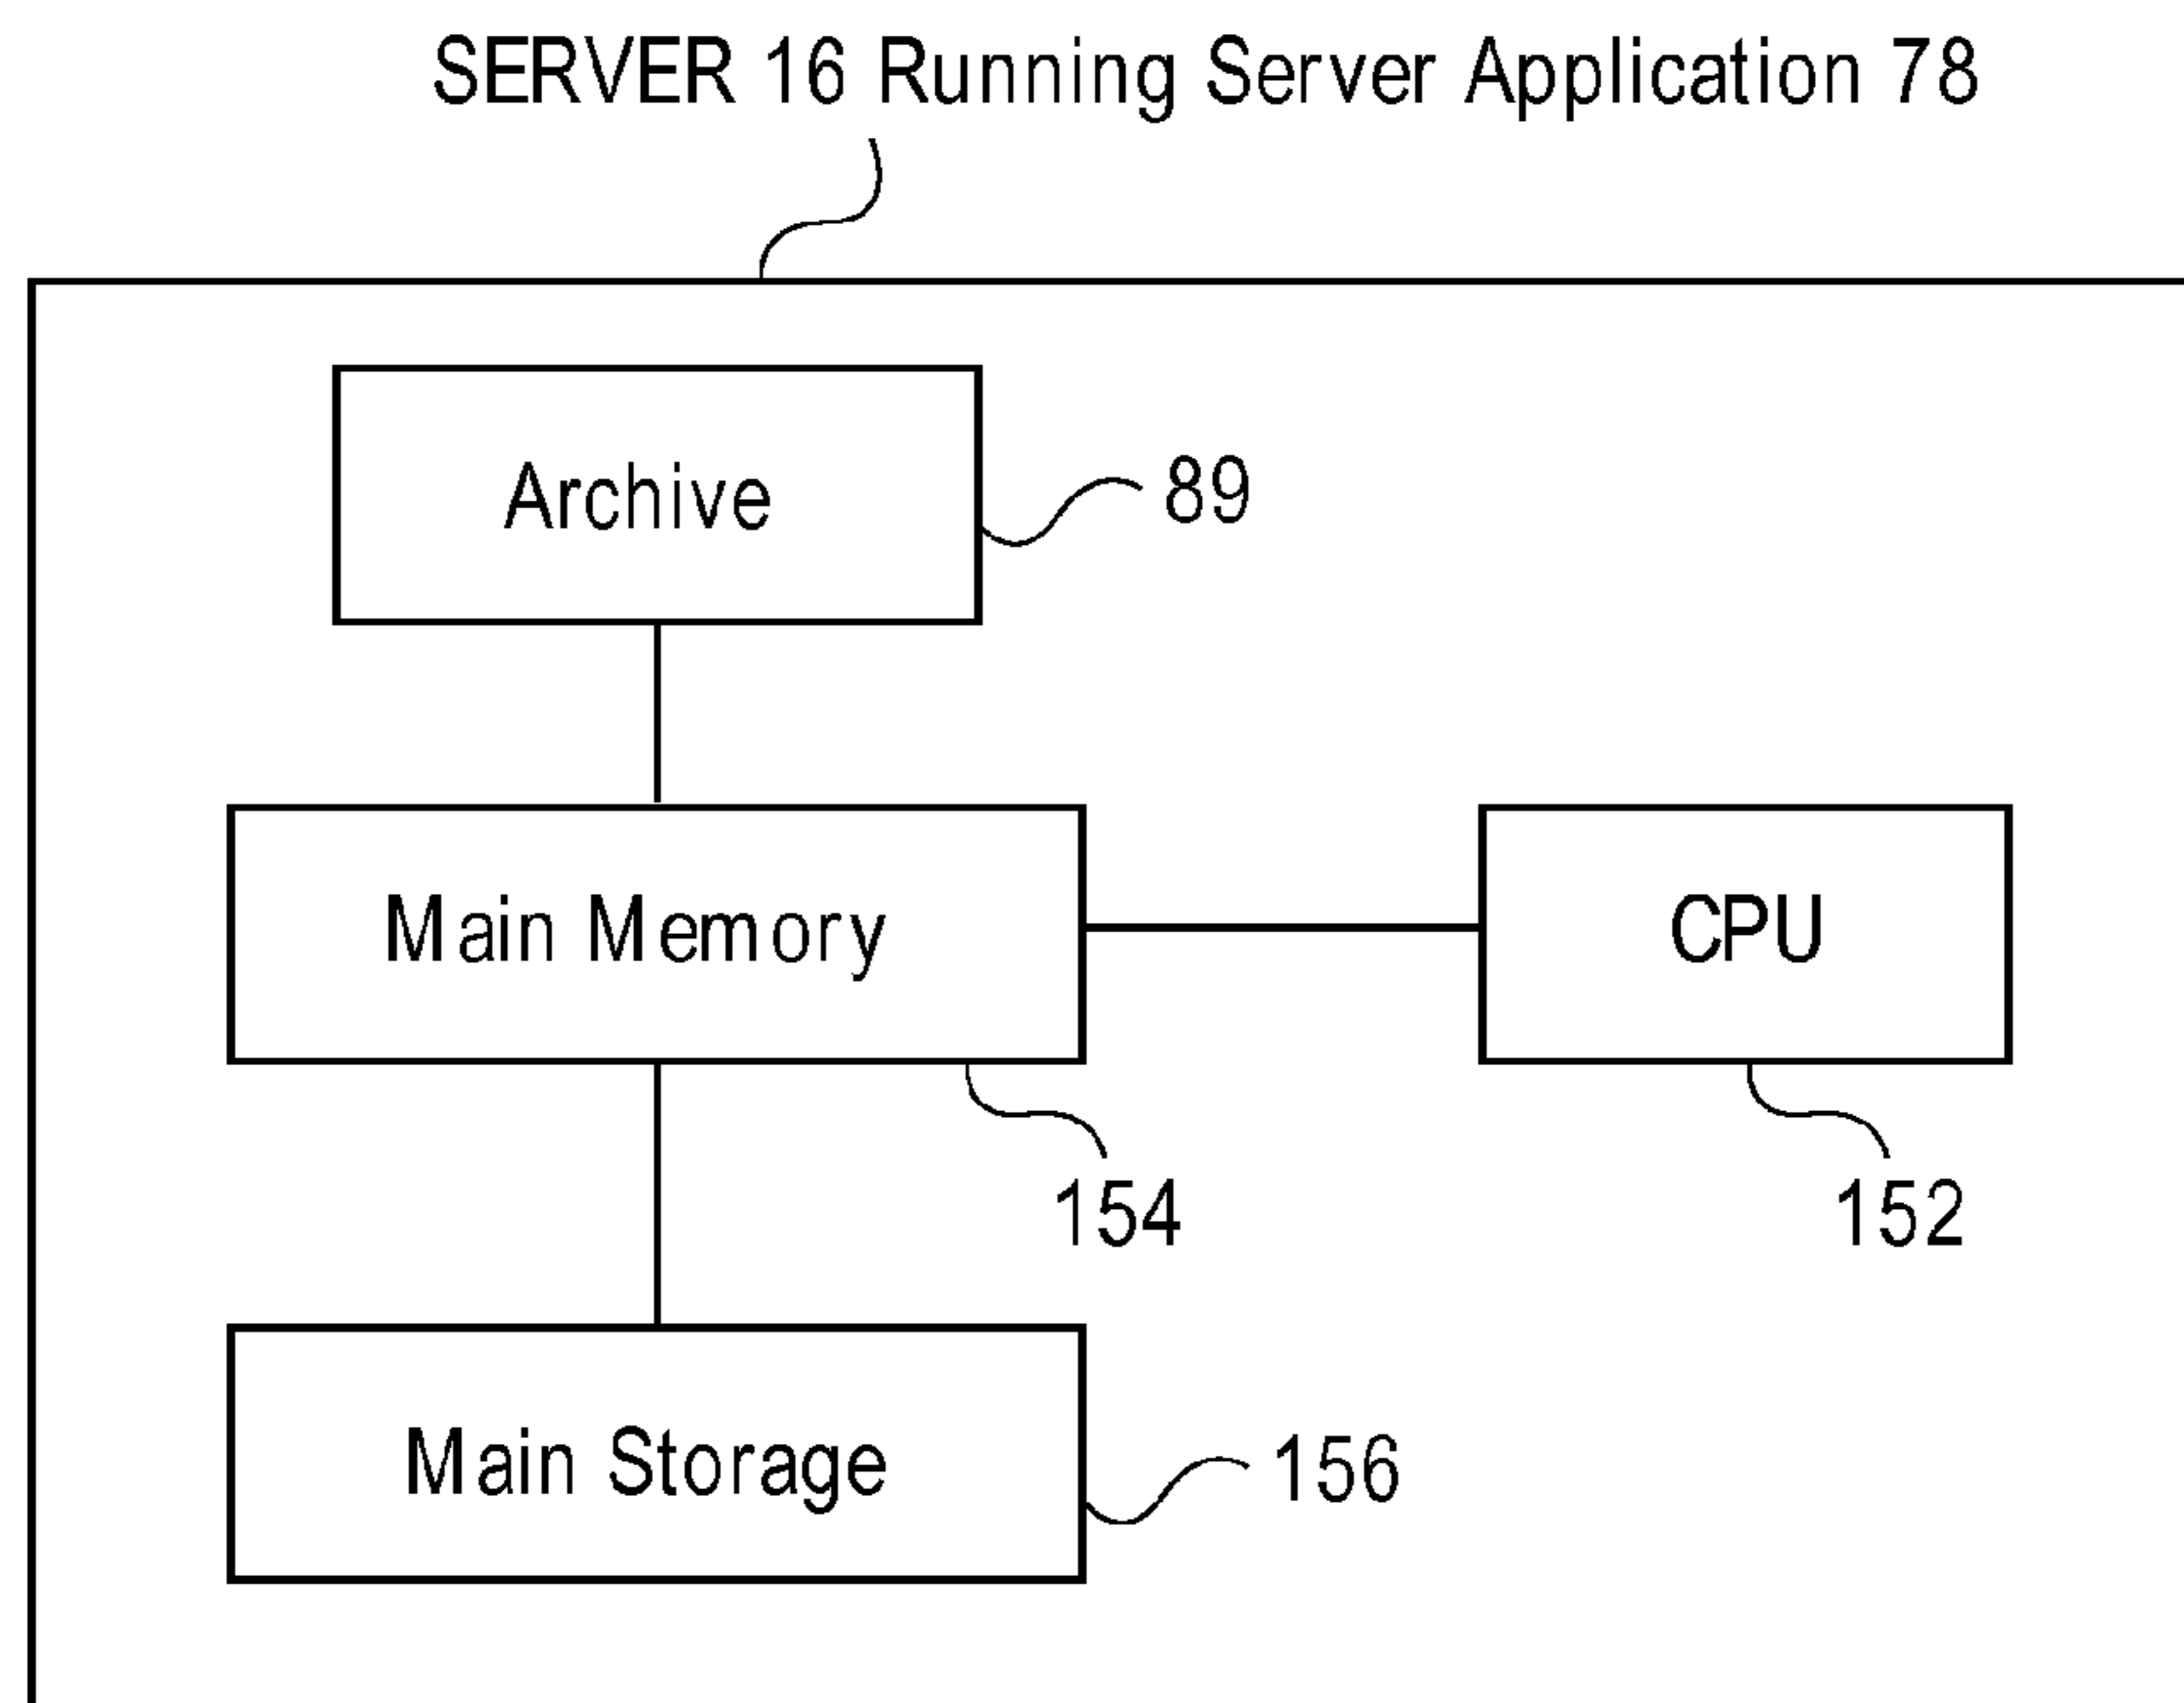 SERVER 16 Running Server Application 78
Archive
89
Main Memory
CPU
154
152
Main Storage
156